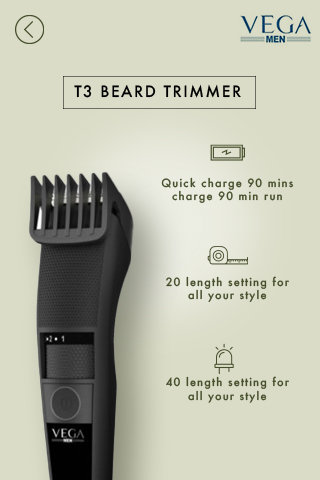 VEGA
MEN
T3 BEARD TRIMMER
Quick charge 90 mins
charge 90 min run
20 length setting for
all your style
40 length setting for
all your style
VEGA
MEN